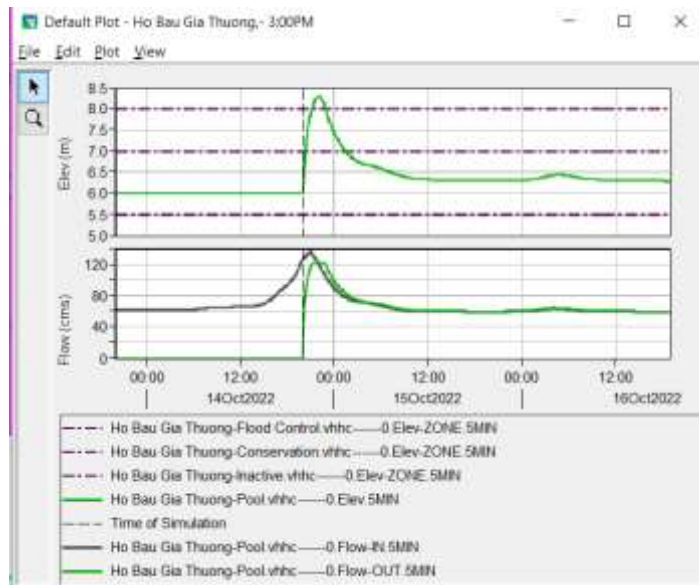 Default Plot - Ho Bau Gia Thuong,- 3:00PM
File Edit Plot View
8.5
8.0
7.5
7.0
6.5
6.0
5.5
5.0
Elev (m)
120
80
40
0
Flow (cms)
00:00 12:00 00:00 12:00 00:00 12:00
14Oct2022 15Oct2022 16Oct2022
Ho Bau Gia Thuong-Flood Control.vhhc------0.Elev-ZONE.5MIN
Ho Bau Gia Thuong-Conservation.vhhc------0.Elev-ZONE.5MIN
Ho Bau Gia Thuong-Inactive.vhhc------0.Elev-ZONE.5MIN
Ho Bau Gia Thuong-Pool.vhhc------0.Elev.5MIN
Time of Simulation
Ho Bau Gia Thuong-Pool.vhhc------0.Flow-IN.5MIN
Ho Bau Gia Thuong-Pool.vhhc------0.Flow-OUT.5MIN